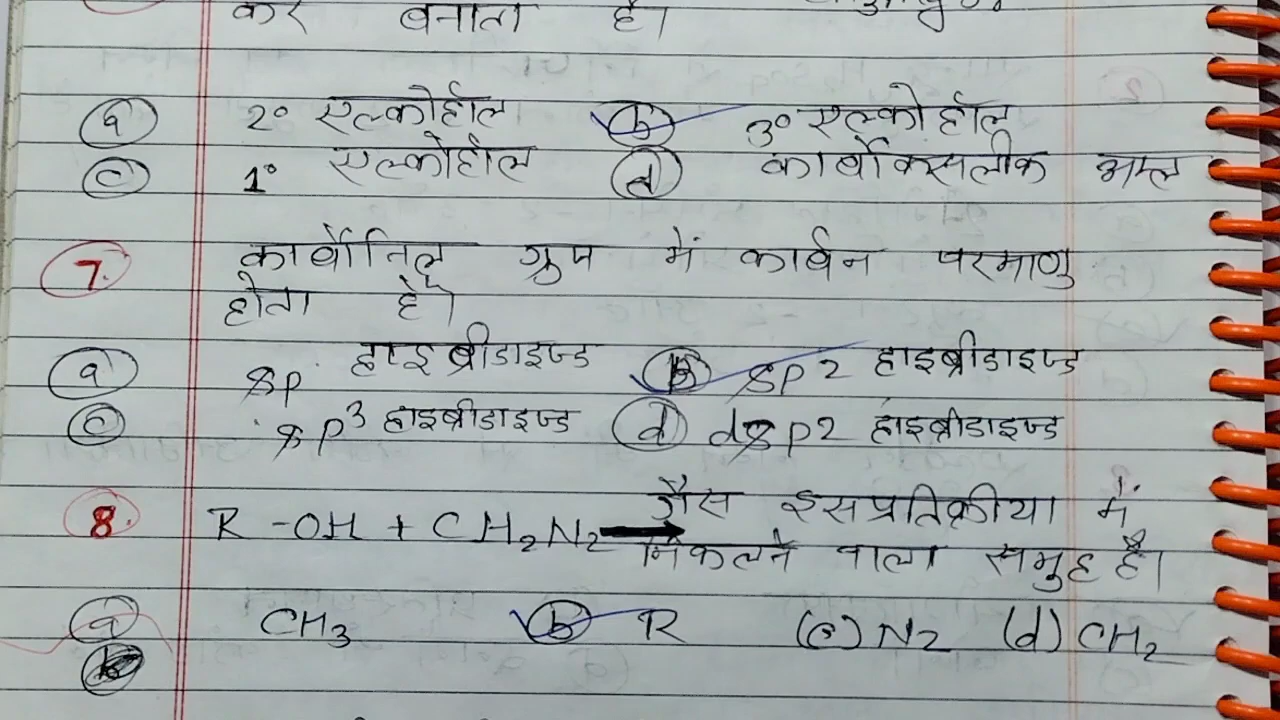 कर बनाता है।
(a) 2° एल्कोहॉल (b) 3° एल्कोहॉल
(c) 1° एल्कोहॉल (d) कार्बोक्सलीक अम्ल
7. कार्बोनिल ग्रुप में कार्बन परमाणु
होता है।
(a) sp हाइब्रीडाइज्ड (b) sp2 हाइब्रीडाइज्ड
(c) sp3 हाइब्रीडाइज्ड (d) dsp2 हाइब्रीडाइज्ड
8. R-OH + CH2N2 → गैस इसप्रतिक्रीया में
निकलने वाला समुह है।
(a) CH3 (b) R (c) N2 (d) CH2